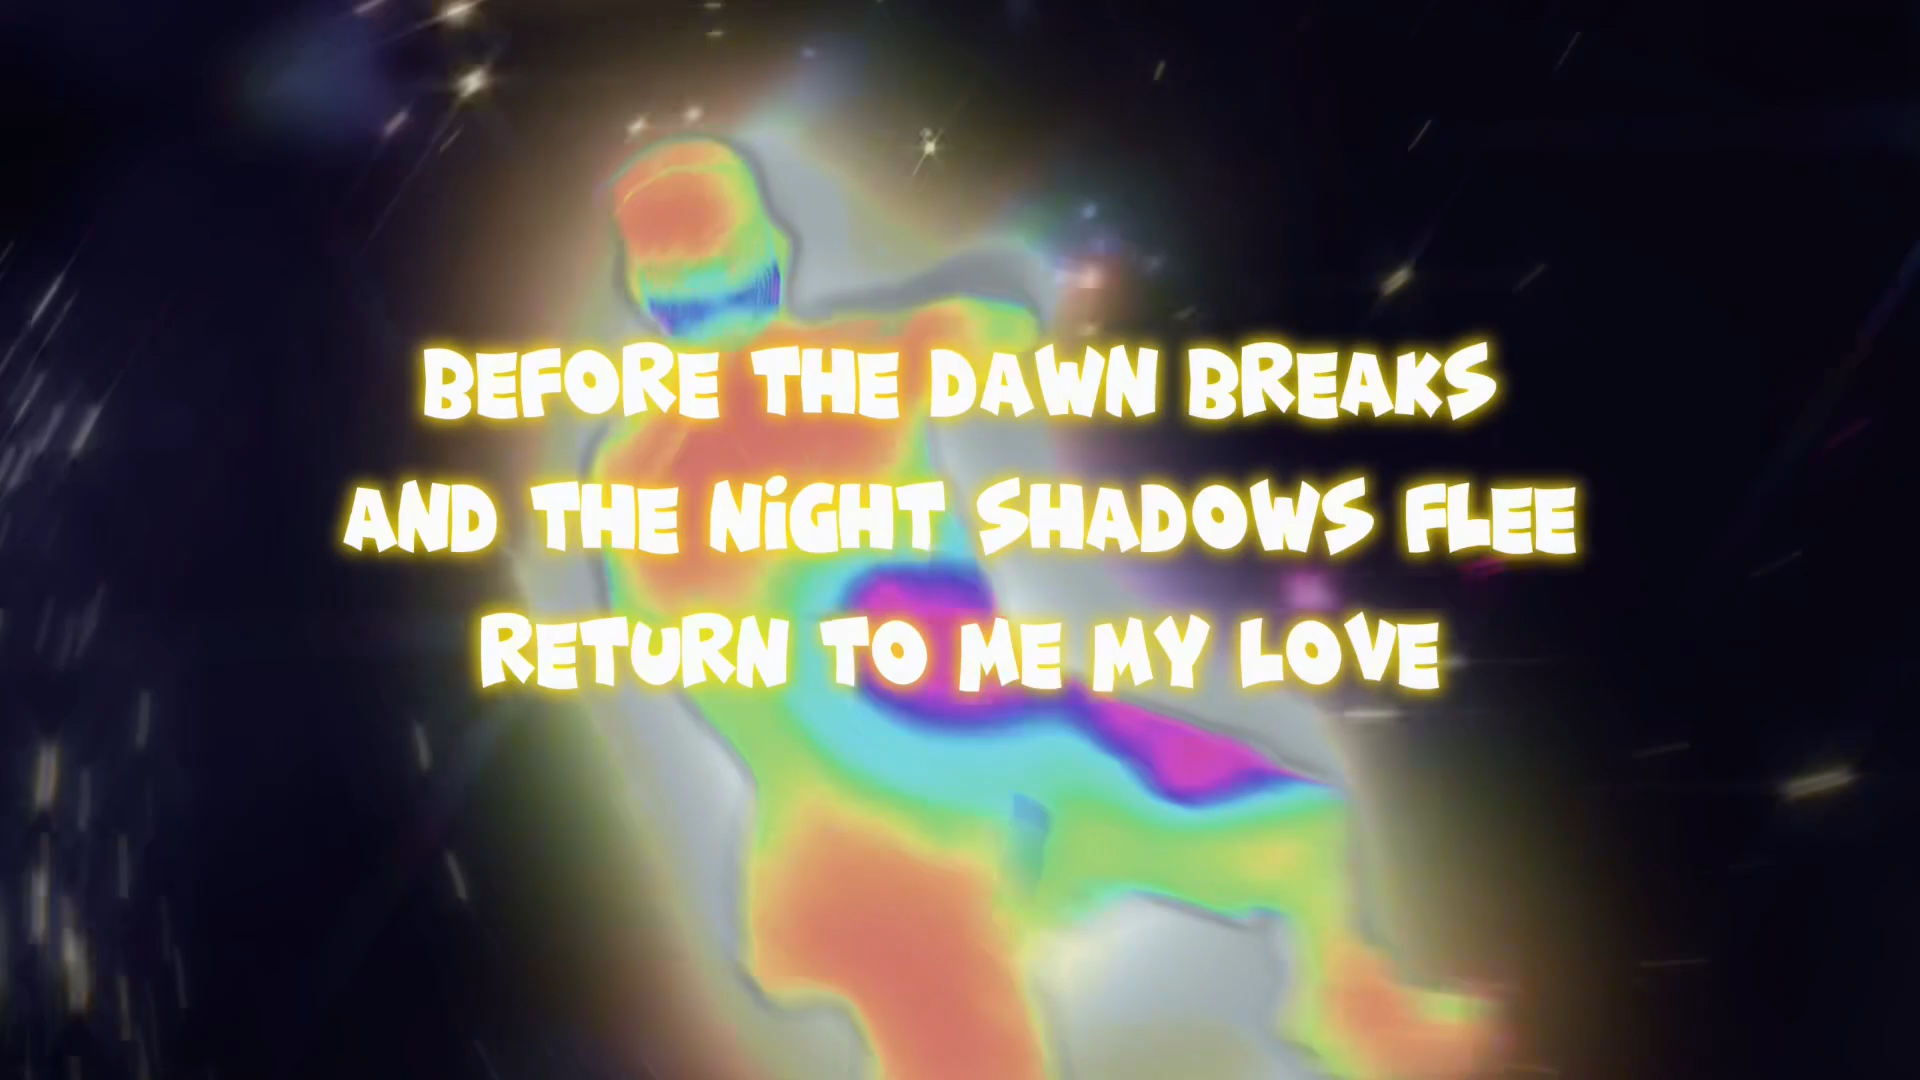 BEFORE THE DAWN BREAKS
AND THE NiGHT SHADOWS FLEE
RETURN TO ME MY LOVE